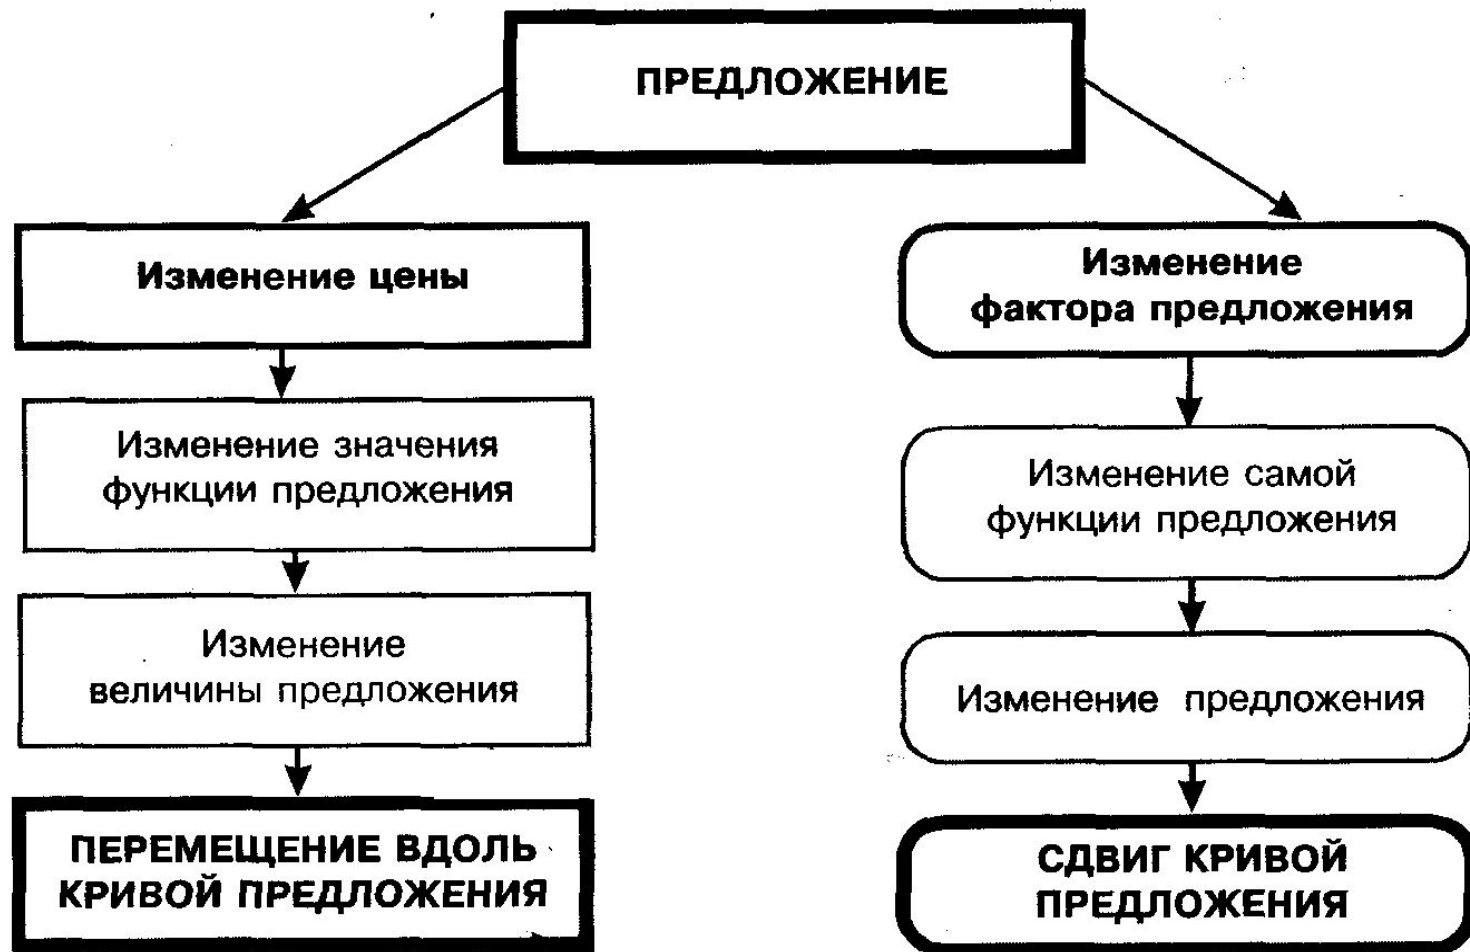 ПРЕДЛОЖЕНИЕ
Изменение цены
Изменение значения
функции предложения
Изменение
величины предложения
ПЕРЕМЕЩЕНИЕ ВДОЛЬ
КРИВОЙ ПРЕДЛОЖЕНИЯ
Изменение
фактора предложения
Изменение самой
функции предложения
Изменение предложения
СДВИГ КРИВОЙ
ПРЕДЛОЖЕНИЯ